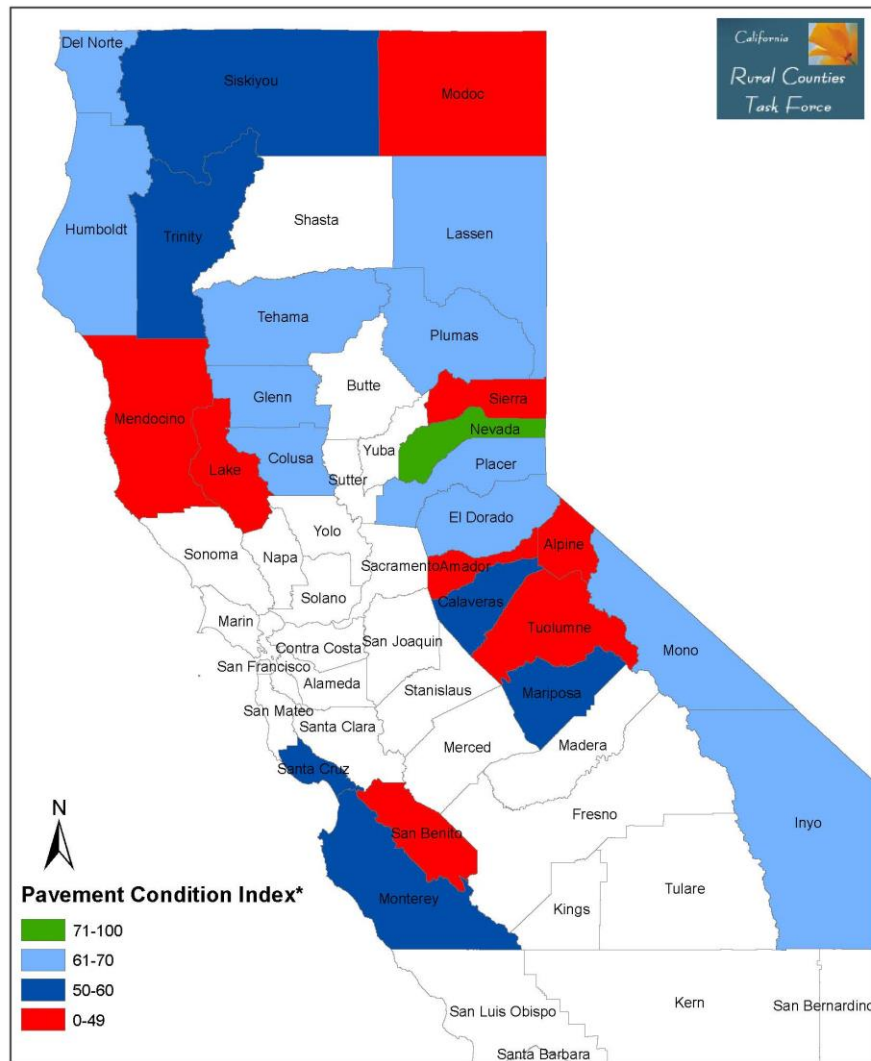 California
Rural Counties
Task Force
Del Norte
Siskiyou
Modoc
Humboldt
Trinity
Shasta
Lassen
Tehama
Plumas
Butte
Glenn
Sierra
Mendocino
Nevada
Lake
Colusa
Yuba
Placer
Sutter
El Dorado
Yolo
Sonoma
Napa
Alpine
Sacramento
Amador
Solano
Calaveras
Marin
Tuolumne
Contra Costa
San Joaquin
Mono
San Francisco
Alameda
Stanislaus
Mariposa
San Mateo
Santa Clara
Merced
Madera
Santa Cruz
Fresno
Inyo
San Benito
Tulare
Monterey
Kings
N
Pavement Condition Index*
71-100
61-70
50-60
0-49
San Luis Obispo
Kern
San Bernardino
Santa Barbara